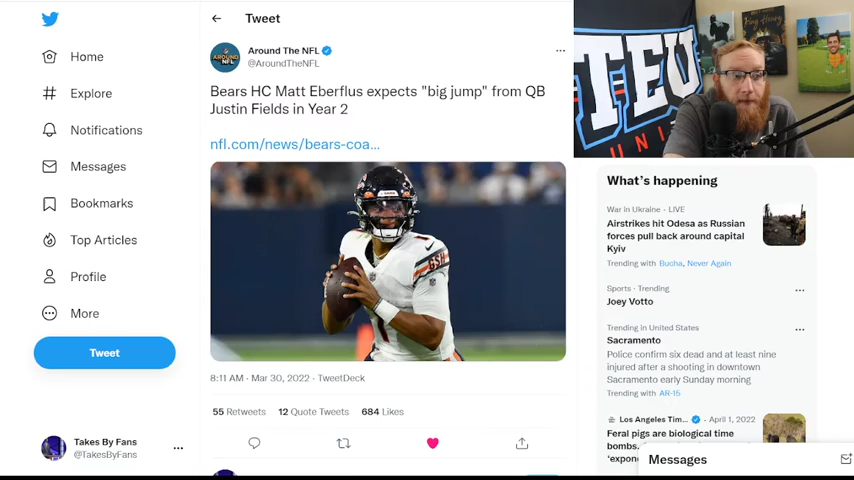 Home
Explore
Notifications
Messages
Bookmarks
Top Articles
Profile
More
Tweet
Takes By Fans
@TakesByFans
Tweet
Around The NFL
@AroundTheNFL
Bears HC Matt Eberflus expects "big jump" from QB
Justin Fields in Year 2
nfl.com/news/bears-coa...
GSH
1
8:11 AM · Mar 30, 2022 · TweetDeck
55 Retweets 12 Quote Tweets 684 Likes
TEU
UNI
What's happening
War in Ukraine · LIVE
Airstrikes hit Odesa as Russian
forces pull back around capital
Kyiv
Trending with Bucha, Never Again
Sports · Trending
Joey Votto
Trending in United States
Sacramento
Police confirm six dead and at least nine
injured after a shooting in downtown
Sacramento early Sunday morning
Trending with AR-15
Los Angeles Tim... · April 1, 2022
Feral pigs are biological time
bombs.
'expon
Messages